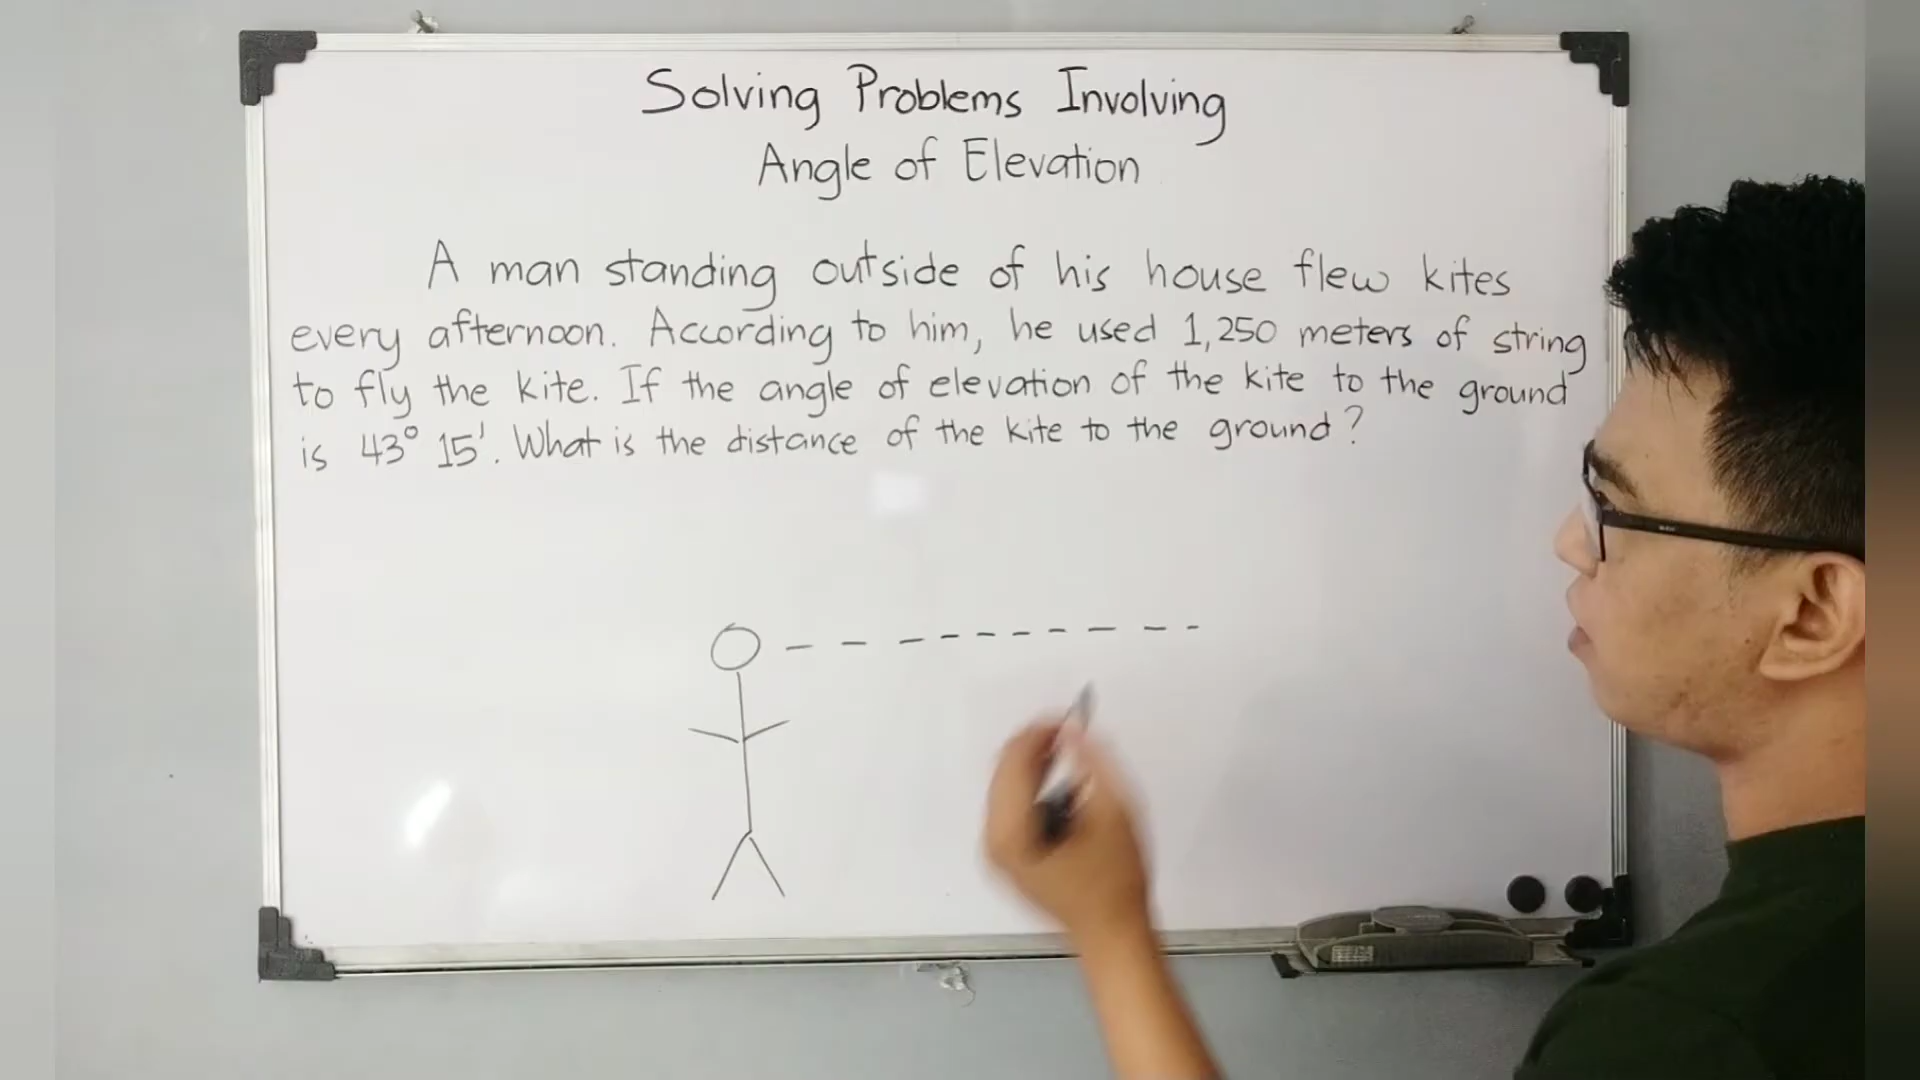 Solving Problems Involving
Angle of Elevation
A man standing outside of his house flew kites
every afternoon. According to him, he used 1,250 meters of string
to fly the kite. If the angle of elevation of the kite to the ground
is 43° 15'. What is the distance of the kite to the ground?